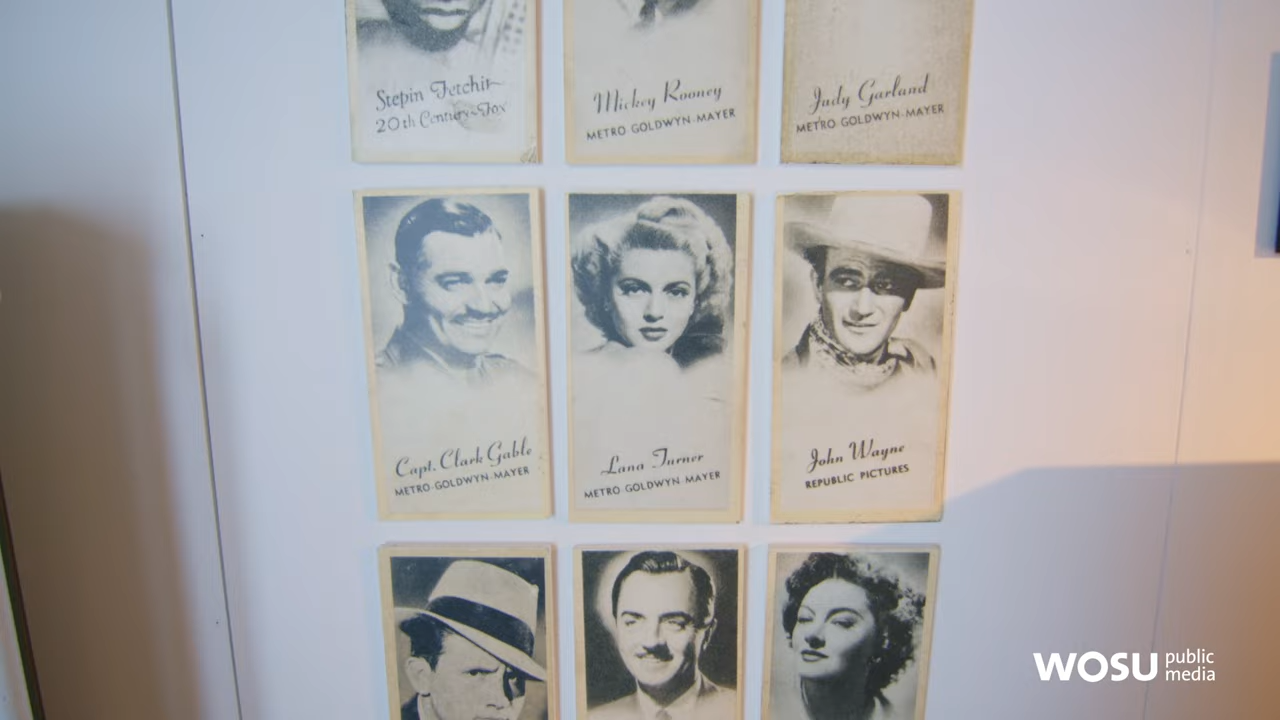 Stepin Fetchit
20th Century-Fox
Mickey Rooney
METRO GOLDWYN-MAYER
Judy Garland
METRO GOLDWYN-MAYER
Capt. Clark Gable
METRO-GOLDWYN-MAYER
Lana Turner
METRO GOLDWYN-MAYER
John Wayne
REPUBLIC PICTURES
WOSU public
media